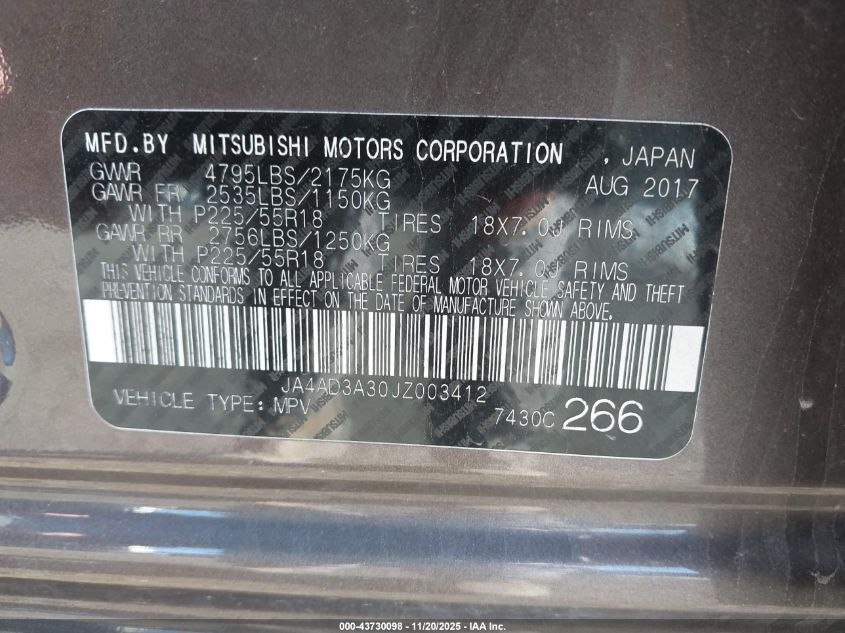 MFD.BY MITSUBISHI MOTORS CORPORATION , JAPAN
GVWR 4795LBS/2175KG AUG 2017
GAWR FR 2535LBS/1150KG
WITH P225/55R18 TIRES 18X7.0J RIMS
GAWR RR 2756LBS/1250KG
WITH P225/55R18 TIRES 18X7.0J RIMS
THIS VEHICLE CONFORMS TO ALL APPLICABLE FEDERAL MOTOR VEHICLE SAFETY AND THEFT
PREVENTION STANDARDS IN EFFECT ON THE DATE OF MANUFACTURE SHOWN ABOVE.
JA4AD3A30JZ003412
VEHICLE TYPE: MPV 7430C 266
000-43730098 - 11/20/2025 - IAA Inc.